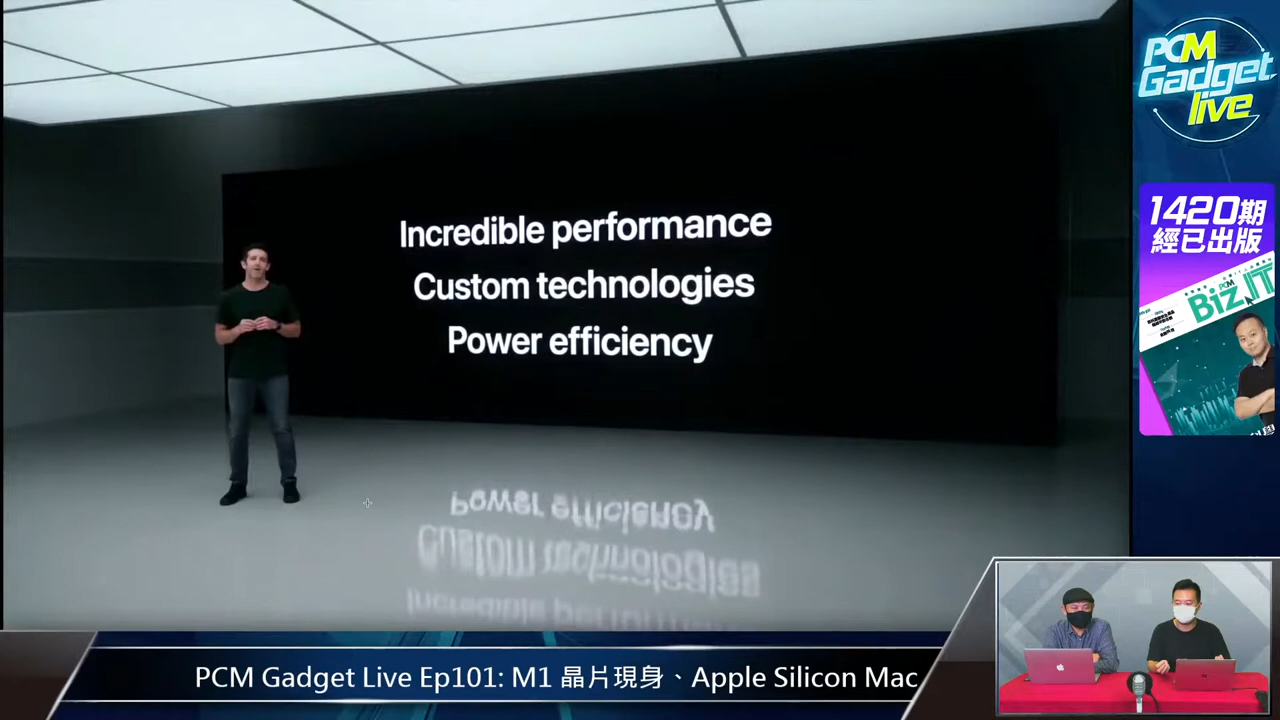 Incredible performance
Custom technologies
Power efficiency
PCM
Gadget
live
1420期
經已出版
PCM
Biz.IT
PCM Gadget Live Ep101: M1 晶片現身、Apple Silicon Mac